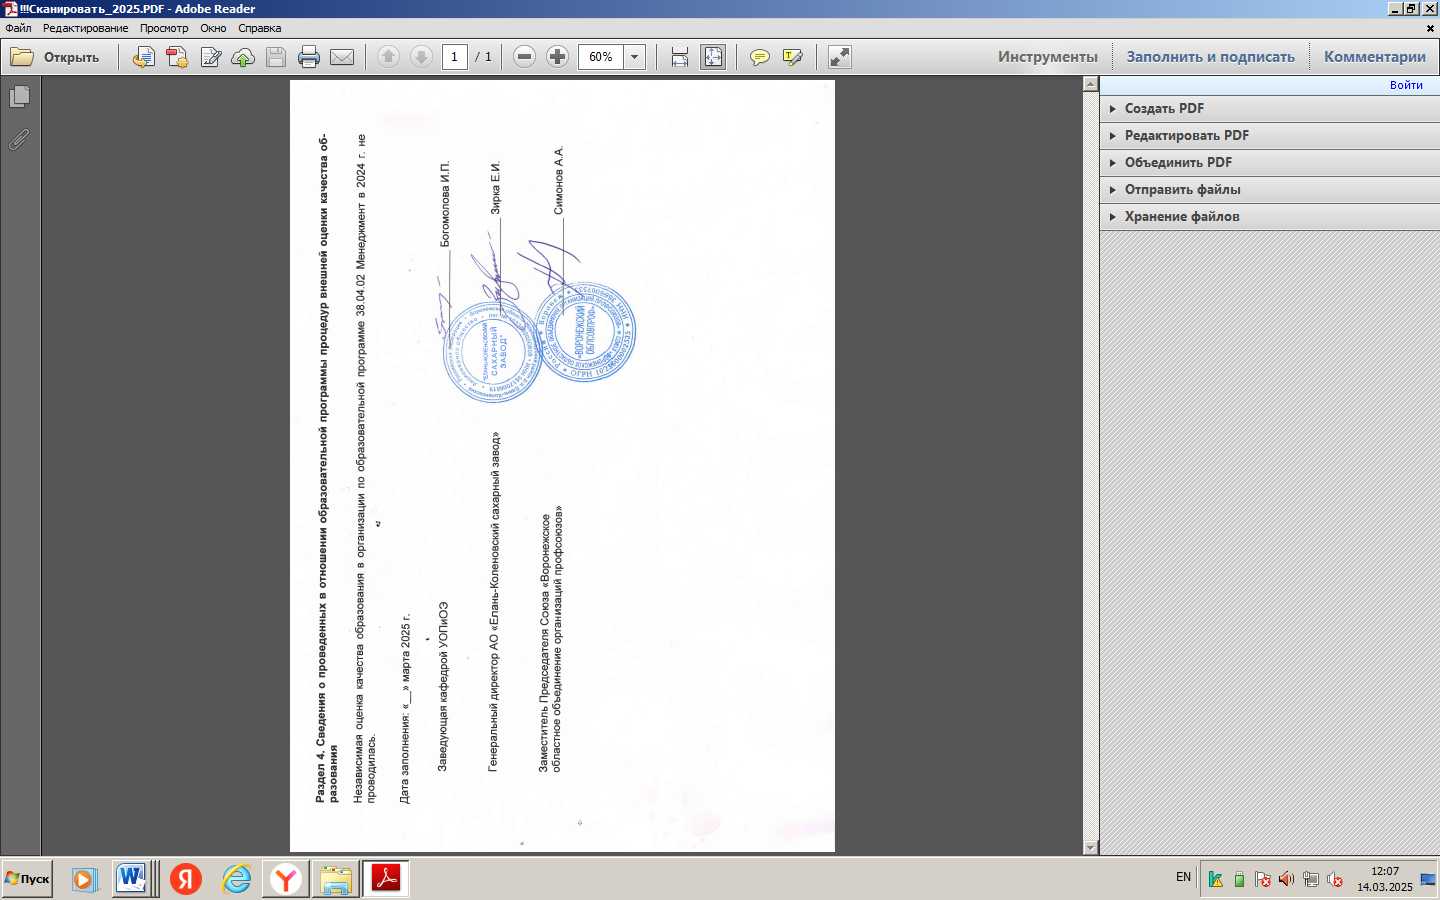 !!!Сканировать_2025.PDF - Adobe Reader
Файл Редактирование Просмотр Окно Справка
Открыть 1 / 1 60% Инструменты Заполнить и подписать Комментарии
Войти
Создать PDF
Редактировать PDF
Объединить PDF
Отправить файлы
Хранение файлов
Раздел 4. Сведения о проведенных в отношении образовательной программы процедур внешней оценки качества об-
разования
Независимая оценка качества образования в организации по образовательной программе 38.04.02 Менеджмент в 2024 г. не
проводилась.
Дата заполнения: «__» марта 2025 г.
Заведующая кафедрой УОПиОЭ Богомолова И.П.
Генеральный директор АО «Елань-Коленовский сахарный завод» Зирка Е.И.
Заместитель Председателя Союза «Воронежское
областное объединение организаций профсоюзов» Симонов А.А.
"ЕЛАНЬ-КОЛЕНОВСКИЙ
САХАРНЫЙ
ЗАВОД"
«ВОРОНЕЖСКИЙ
ОБЛСОВПРОФ»
Пуск
EN
12:07
14.03.2025